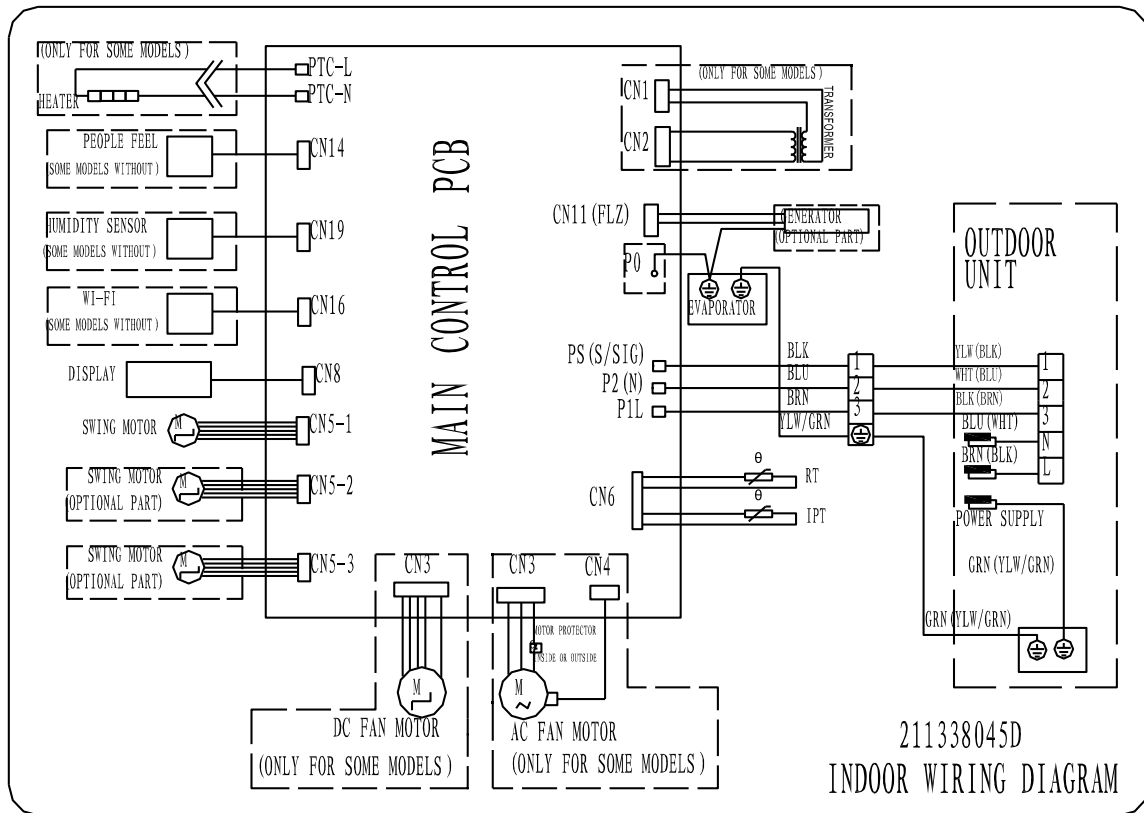 (ONLY FOR SOME MODELS)
HEATER
PTC-L
PTC-N
PEOPLE FEEL
(SOME MODELS WITHOUT)
CN14
HUMIDITY SENSOR
(SOME MODELS WITHOUT)
CN19
WI-FI
(SOME MODELS WITHOUT)
CN16
DISPLAY
CN8
SWING MOTOR
M
CN5-1
SWING MOTOR
(OPTIONAL PART)
M
CN5-2
SWING MOTOR
(OPTIONAL PART)
M
CN5-3
MAIN CONTROL PCB
(ONLY FOR SOME MODELS)
CN1
CN2
TRANSFORMER
CN11(FLZ)
GENERATOR
(OPTIONAL PART)
P0
EVAPORATOR
PS(S/SIG)
P2(N)
P1L
BLK
BLU
BRN
YLW/GRN
1
2
3
OUTDOOR
UNIT
YLW(BLK)
WHT(BLU)
BLK(BRN)
BLU(WHT)
BRN(BLK)
1
2
3
N
L
POWER SUPPLY
GRN(YLW/GRN)
GRN(YLW/GRN)
CN6
θ
RT
θ
IPT
CN3
M
DC FAN MOTOR
(ONLY FOR SOME MODELS)
CN3
CN4
MOTOR PROTECTOR
INSIDE OR OUTSIDE
M
~
AC FAN MOTOR
(ONLY FOR SOME MODELS)
211338045D
INDOOR WIRING DIAGRAM